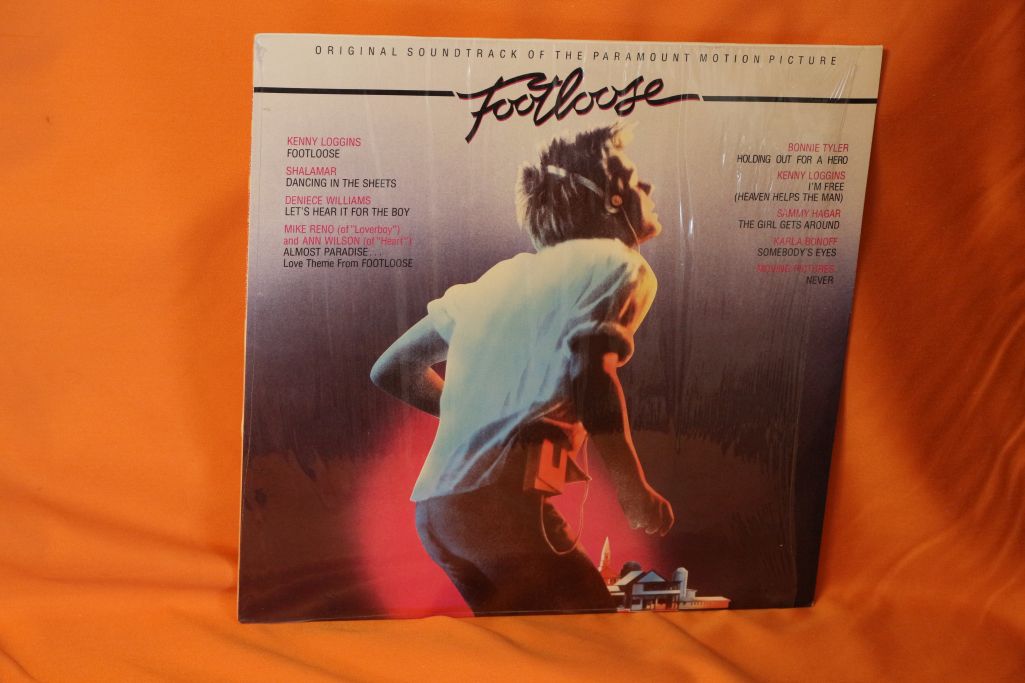 ORIGINAL SOUNDTRACK OF THE PARAMOUNT MOTION PICTURE
Footloose
KENNY LOGGINS
FOOTLOOSE
SHALAMAR
DANCING IN THE SHEETS
DENIECE WILLIAMS
LET'S HEAR IT FOR THE BOY
MIKE RENO (of "Loverboy")
and ANN WILSON (of "Heart")
ALMOST PARADISE...
Love Theme From FOOTLOOSE
BONNIE TYLER
HOLDING OUT FOR A HERO
KENNY LOGGINS
I'M FREE
(HEAVEN HELPS THE MAN)
SAMMY HAGAR
THE GIRL GETS AROUND
KARLA BONOFF
SOMEBODY'S EYES
MOVING PICTURES
NEVER